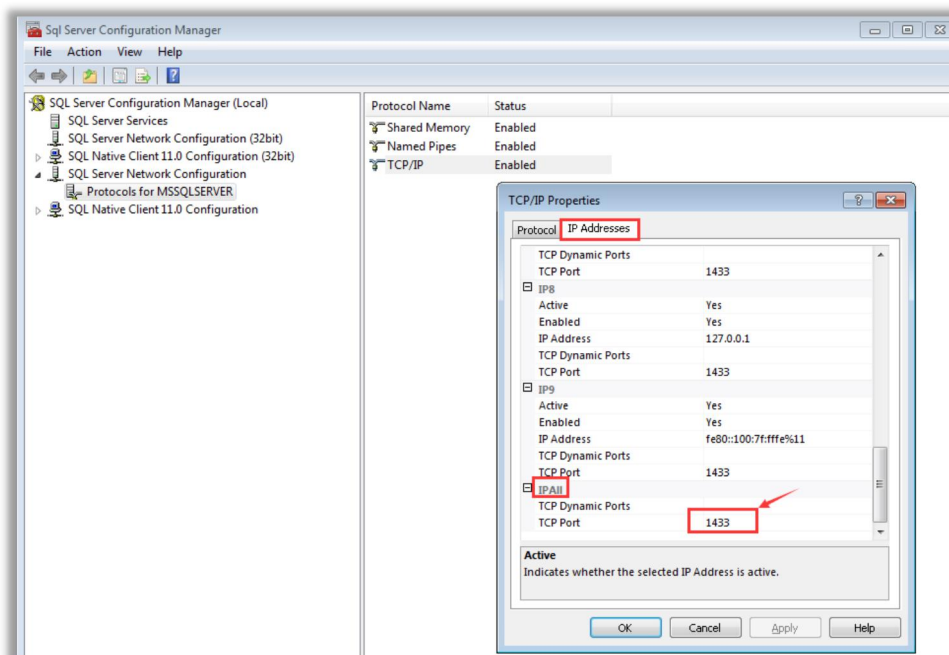 Sql Server Configuration Manager
File Action View Help
SQL Server Configuration Manager (Local)
SQL Server Services
SQL Server Network Configuration (32bit)
SQL Native Client 11.0 Configuration (32bit)
SQL Server Network Configuration
Protocols for MSSQLSERVER
SQL Native Client 11.0 Configuration
Protocol Name Status
Shared Memory Enabled
Named Pipes Enabled
TCP/IP Enabled
TCP/IP Properties
Protocol IP Addresses
TCP Dynamic Ports
TCP Port 1433
IP8
Active Yes
Enabled Yes
IP Address 127.0.0.1
TCP Dynamic Ports
TCP Port 1433
IP9
Active Yes
Enabled Yes
IP Address fe80::100:7f:fffe%11
TCP Dynamic Ports
TCP Port 1433
IPAll
TCP Dynamic Ports
TCP Port 1433
Active
Indicates whether the selected IP Address is active.
OK Cancel Apply Help